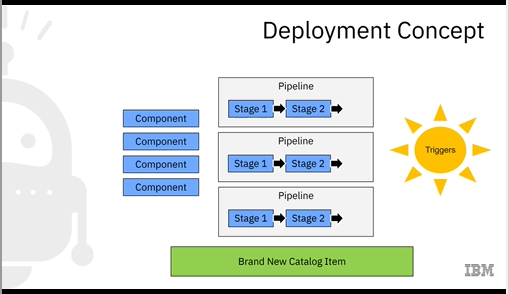 Deployment Concept
Component
Component
Component
Component
Pipeline
Stage 1
Stage 2
Pipeline
Stage 1
Stage 2
Pipeline
Stage 1
Stage 2
Triggers
Brand New Catalog Item
IBM